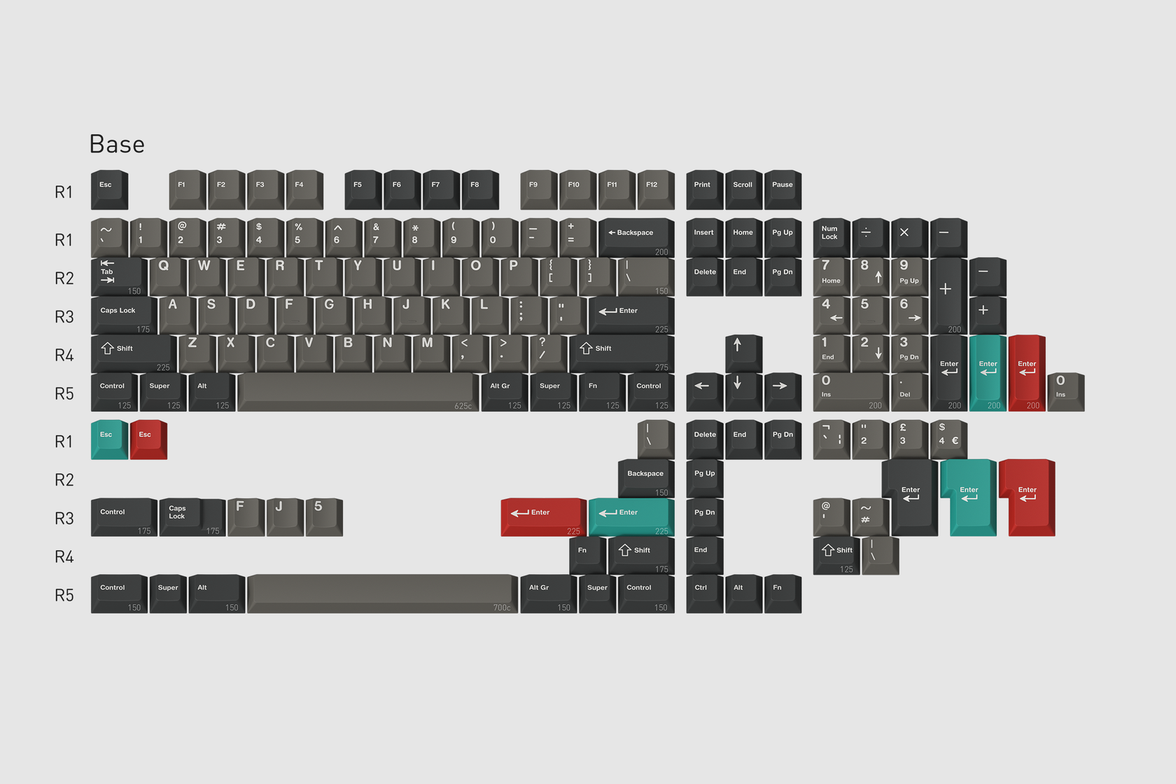 Base
R1 Esc F1 F2 F3 F4 F5 F6 F7 F8 F9 F10 F11 F12 Print Scroll Pause
R1 ~ ` ! 1 @ 2 # 3 $ 4 % 5 ^ 6 & 7 * 8 ( 9 ) 0 _ - + = ← Backspace 200 Insert Home Pg Up Num Lock ÷ × −
R2 Tab 150 Q W E R T Y U I O P { [ } ] | \ 150 Delete End Pg Dn 7 Home 8 ↑ 9 Pg Up + 200 −
R3 Caps Lock 175 A S D F G H J K L : ; " ' Enter 225 4 ← 5 6 → +
R4 Shift 225 Z X C V B N M < , > . ? / Shift 225 ↑ 1 End 2 ↓ 3 Pg Dn Enter 200 Enter 200 Enter 200
R5 Control 125 Super 125 Alt 125 625c Alt Gr 125 Super 125 Fn 125 Control 125 ← ↓ → 0 Ins 200 . Del 0 Ins
R1 Esc Esc | \ Delete End Pg Dn ¬ ` ¦ " 2 £ 3 $ 4 €
R2 Backspace 150 Pg Up Enter Enter Enter
R3 Control 175 Caps Lock 175 F J 5 Enter 225 Enter 225 Pg Dn @ ' ~ #
R4 Fn Shift 175 End Shift 125 | \
R5 Control 150 Super Alt 150 700c Alt Gr 150 Super Control 150 Ctrl Alt Fn